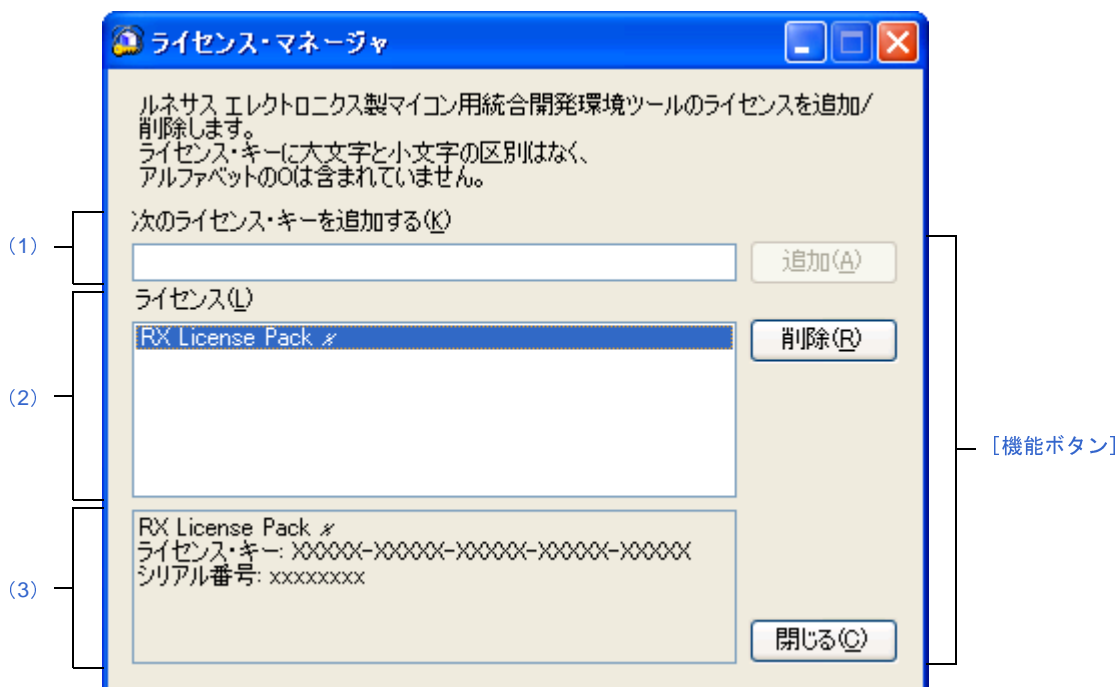 ライセンス・マネージャ
ルネサス エレクトロニクス製マイコン用統合開発環境ツールのライセンスを追加/
削除します。
ライセンス・キーに大文字と小文字の区別はなく、
アルファベットのOは含まれていません。
(1)
次のライセンス・キーを追加する(K)
追加(A)
(2)
ライセンス(L)
RX License Pack x
削除(R)
[機能ボタン]
(3)
RX License Pack x
ライセンス・キー: XXXXX-XXXXX-XXXXX-XXXXX-XXXXX
シリアル番号: xxxxxxxx
閉じる(C)